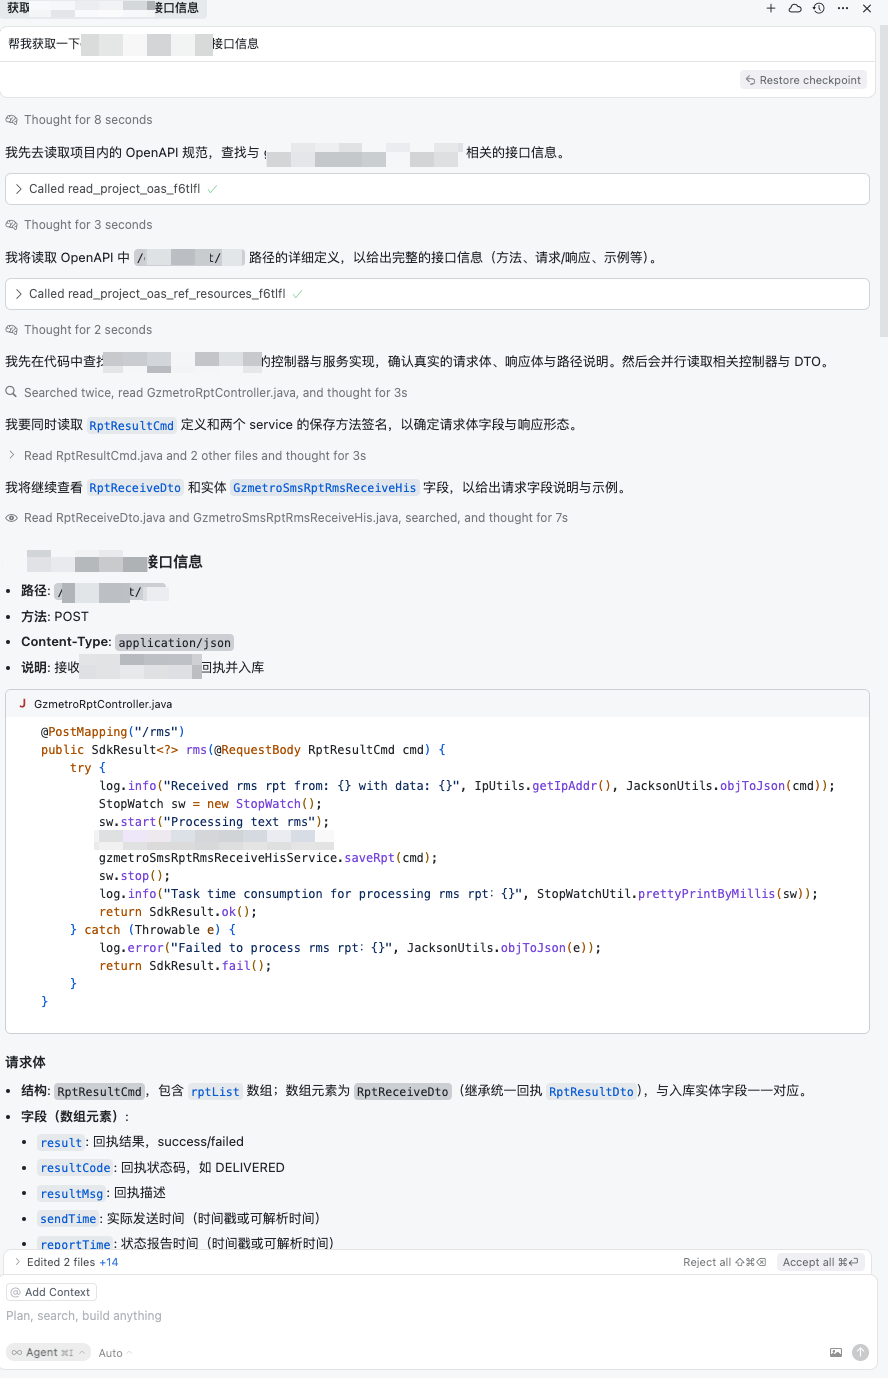 获取 接口信息
帮我获取一下 接口信息
Restore checkpoint
Thought for 8 seconds
我先去读取项目内的 OpenAPI 规范，查找与 相关的接口信息。
Called read_project_oas_f6tlfl
Thought for 3 seconds
我将读取 OpenAPI 中 / t/ 路径的详细定义，以给出完整的接口信息（方法、请求/响应、示例等）。
Called read_project_oas_ref_resources_f6tlfl
Thought for 2 seconds
我先在代码中查找 的控制器与服务实现，确认真实的请求体、响应体与路径说明。然后会并行读取相关控制器与 DTO。
Searched twice, read GzmetroRptController.java, and thought for 3s
我要同时读取 RptResultCmd 定义和两个 service 的保存方法签名，以确定请求体字段与响应形态。
Read RptResultCmd.java and 2 other files and thought for 3s
我将继续查看 RptReceiveDto 和实体 GzmetroSmsRptRmsReceiveHis 字段，以给出请求字段说明与示例。
Read RptReceiveDto.java and GzmetroSmsRptRmsReceiveHis.java, searched, and thought for 7s
接口信息
• 路径: / t/
• 方法: POST
• Content-Type: application/json
• 说明: 接收 回执并入库
J GzmetroRptController.java
@PostMapping("/rms")
public SdkResult<?> rms(@RequestBody RptResultCmd cmd) {
try {
log.info("Received rms rpt from: {} with data: {}", IpUtils.getIpAddr(), JacksonUtils.objToJson(cmd));
StopWatch sw = new StopWatch();
sw.start("Processing text rms");
gzmetroSmsRptRmsReceiveHisService.saveRpt(cmd);
sw.stop();
log.info("Task time consumption for processing rms rpt: {}", StopWatchUtil.prettyPrintByMillis(sw));
return SdkResult.ok();
} catch (Throwable e) {
log.error("Failed to process rms rpt: {}", JacksonUtils.objToJson(e));
return SdkResult.fail();
}
}
请求体
• 结构: RptResultCmd，包含 rptList 数组；数组元素为 RptReceiveDto（继承统一回执 RptResultDto），与入库实体字段一一对应。
• 字段（数组元素）:
• result: 回执结果，success/failed
• resultCode: 回执状态码，如 DELIVERED
• resultMsg: 回执描述
• sendTime: 实际发送时间（时间戳或可解析时间）
• reportTime: 状态报告时间（时间戳或可解析时间）
Edited 2 files +14 Reject all ⇧⌘⌫ Accept all ⌘⏎
@ Add Context
Plan, search, build anything
∞ Agent ⌘I Auto